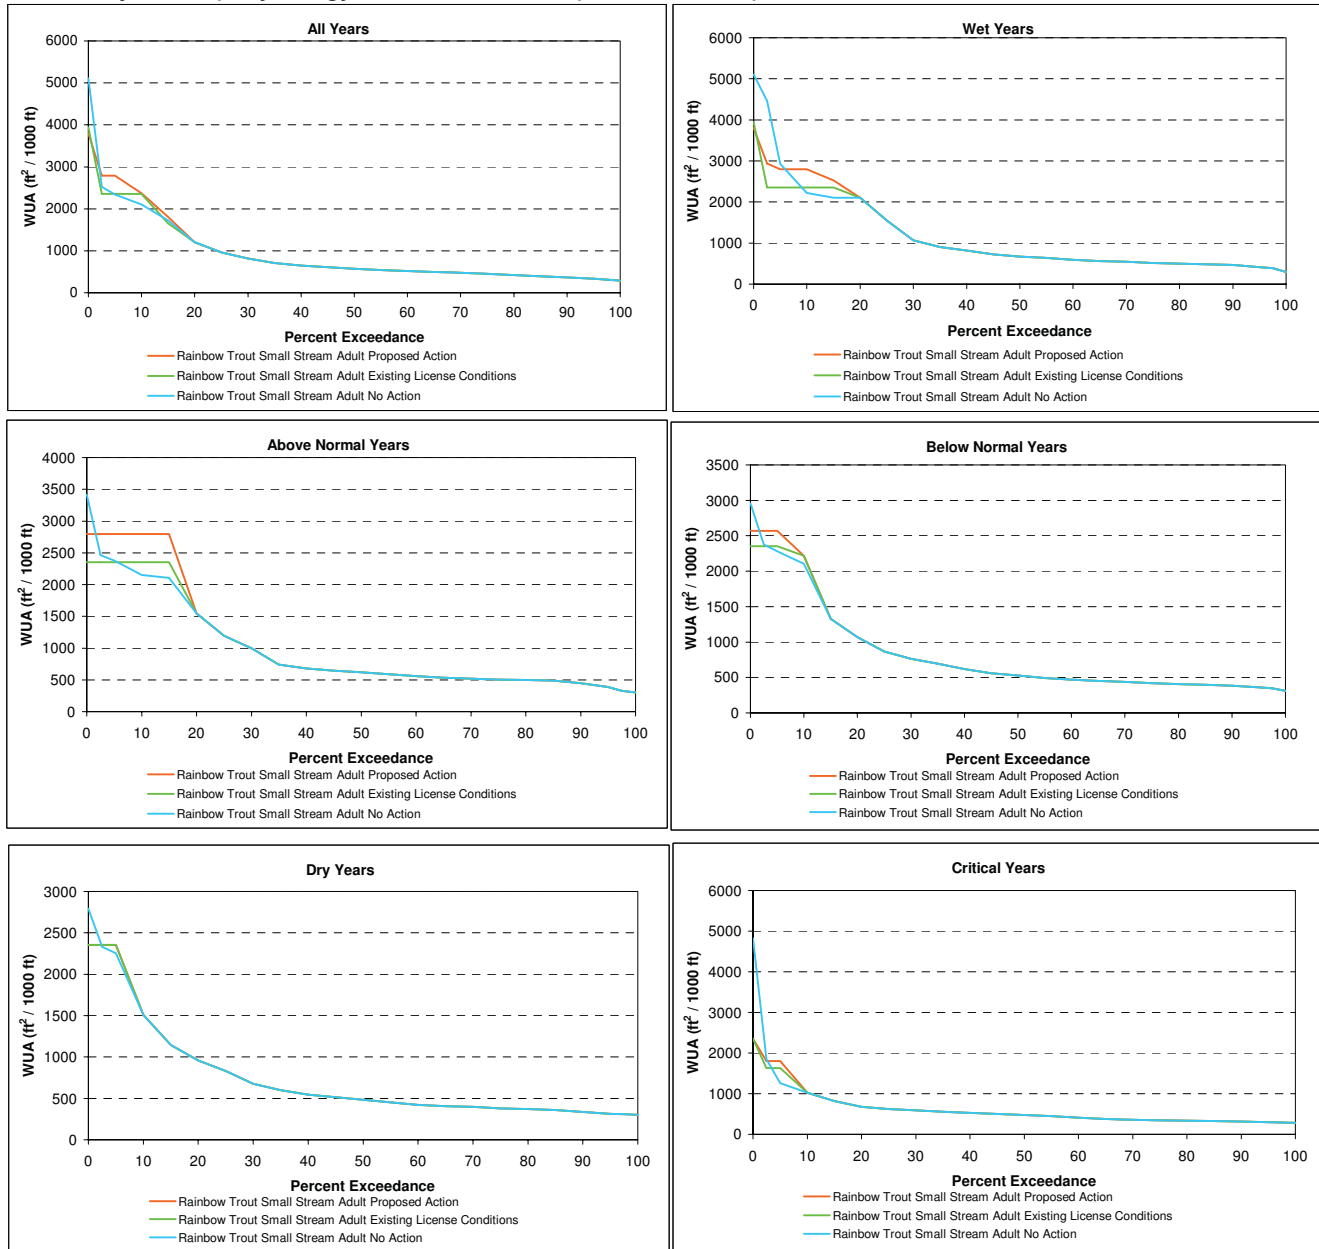 All Years
6000
5000
4000
3000
2000
1000
0
WUA (ft² / 1000 ft)
0 10 20 30 40 50 60 70 80 90 100
Percent Exceedance
Rainbow Trout Small Stream Adult Proposed Action
Rainbow Trout Small Stream Adult Existing License Conditions
Rainbow Trout Small Stream Adult No Action
Wet Years
6000
5000
4000
3000
2000
1000
0
WUA (ft² / 1000 ft)
0 10 20 30 40 50 60 70 80 90 100
Percent Exceedance
Rainbow Trout Small Stream Adult Proposed Action
Rainbow Trout Small Stream Adult Existing License Conditions
Rainbow Trout Small Stream Adult No Action
Above Normal Years
4000
3500
3000
2500
2000
1500
1000
500
0
WUA (ft² / 1000 ft)
0 10 20 30 40 50 60 70 80 90 100
Percent Exceedance
Rainbow Trout Small Stream Adult Proposed Action
Rainbow Trout Small Stream Adult Existing License Conditions
Rainbow Trout Small Stream Adult No Action
Below Normal Years
3500
3000
2500
2000
1500
1000
500
0
WUA (ft² / 1000 ft)
0 10 20 30 40 50 60 70 80 90 100
Percent Exceedance
Rainbow Trout Small Stream Adult Proposed Action
Rainbow Trout Small Stream Adult Existing License Conditions
Rainbow Trout Small Stream Adult No Action
Dry Years
3000
2500
2000
1500
1000
500
0
WUA (ft² / 1000 ft)
0 10 20 30 40 50 60 70 80 90 100
Percent Exceedance
Rainbow Trout Small Stream Adult Proposed Action
Rainbow Trout Small Stream Adult Existing License Conditions
Rainbow Trout Small Stream Adult No Action
Critical Years
6000
5000
4000
3000
2000
1000
0
WUA (ft² / 1000 ft)
0 10 20 30 40 50 60 70 80 90 100
Percent Exceedance
Rainbow Trout Small Stream Adult Proposed Action
Rainbow Trout Small Stream Adult Existing License Conditions
Rainbow Trout Small Stream Adult No Action